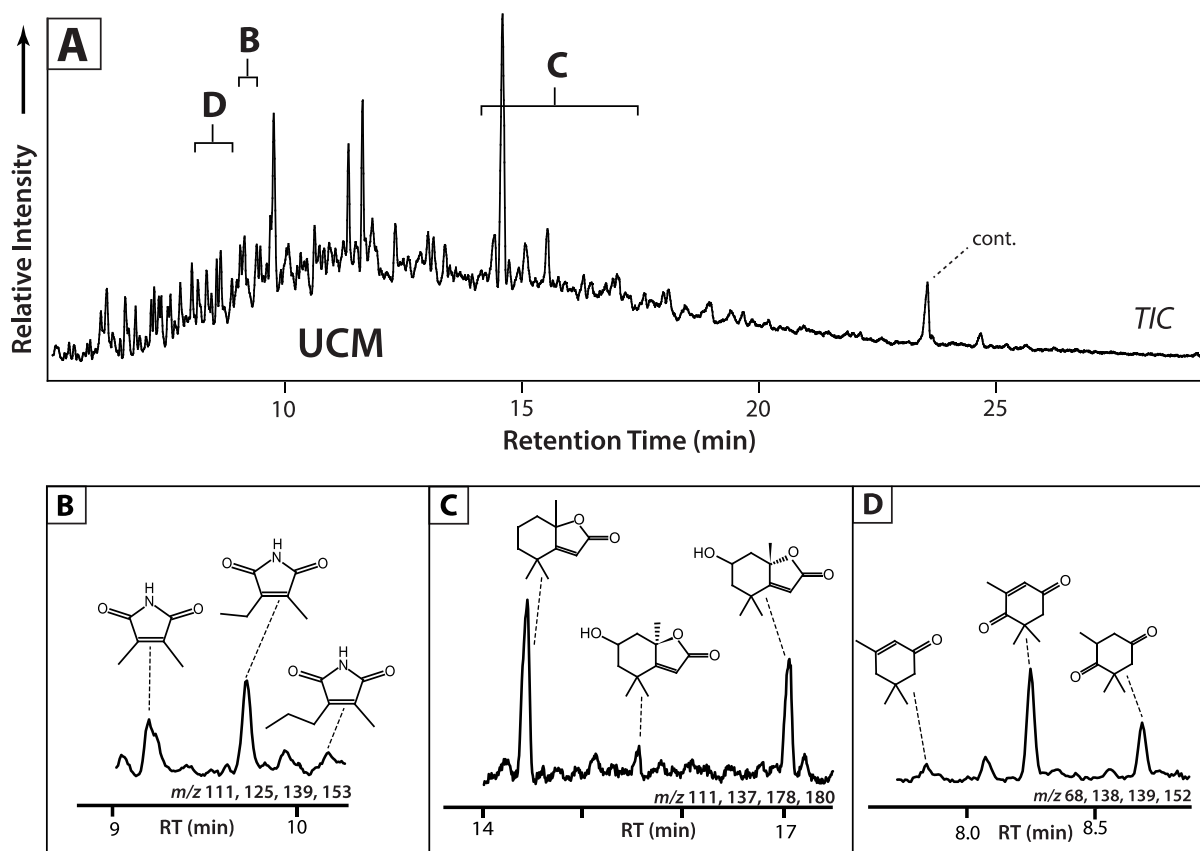 A
B
D
C
Relative Intensity
cont.
UCM
TIC
10
15
20
25
Retention Time (min)
B
H
N
O
O
H
N
O
O
H
N
O
O
m/z 111, 125, 139, 153
9
RT (min)
10
C
O
O
HO
O
O
HO
O
O
m/z 111, 137, 178, 180
14
RT (min)
17
D
O
O
O
O
O
m/z 68, 138, 139, 152
8.0
RT (min)
8.5